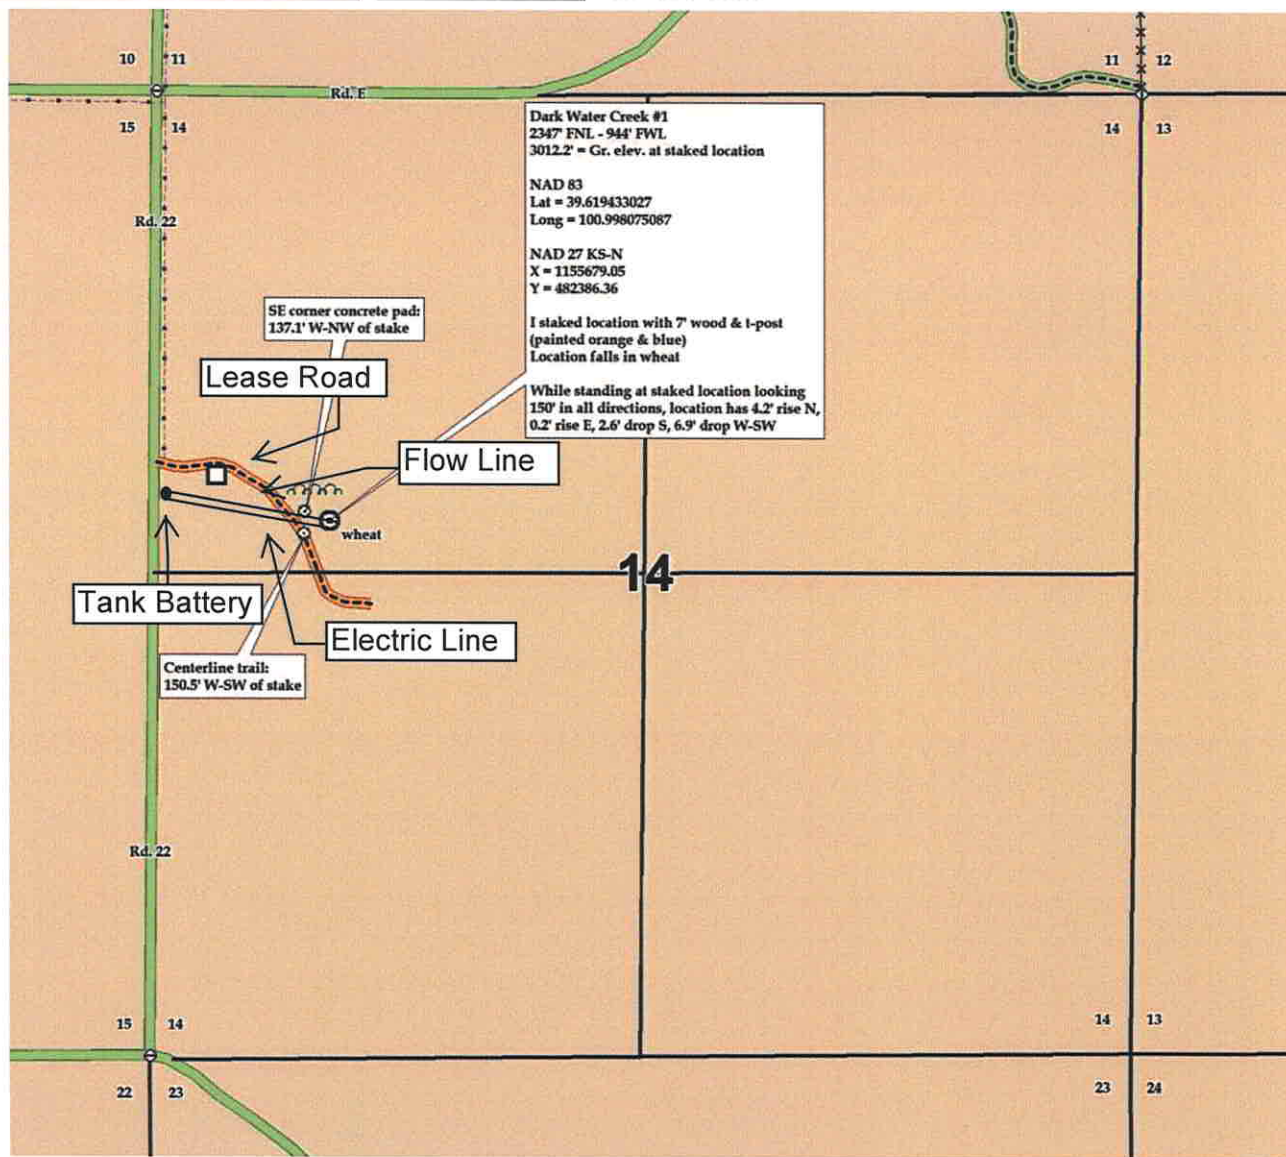 10 11
11 12
Rd. E
15 14
14 13
Dark Water Creek #1
2347' FNL - 944' FWL
3012.2' = Gr. elev. at staked location
NAD 83
Lat = 39.619433027
Long = 100.998075087
NAD 27 KS-N
X = 1155679.05
Y = 482386.36
I staked location with 7' wood & t-post
(painted orange & blue)
Location falls in wheat
While standing at staked location looking
150' in all directions, location has 4.2' rise N,
0.2' rise E, 2.6' drop S, 6.9' drop W-SW
Rd. 22
SE corner concrete pad:
137.1' W-NW of stake
Lease Road
Flow Line
wheat
14
Tank Battery
Electric Line
Centerline trail:
150.5' W-SW of stake
Rd. 22
15 14
14 13
22 23
23 24